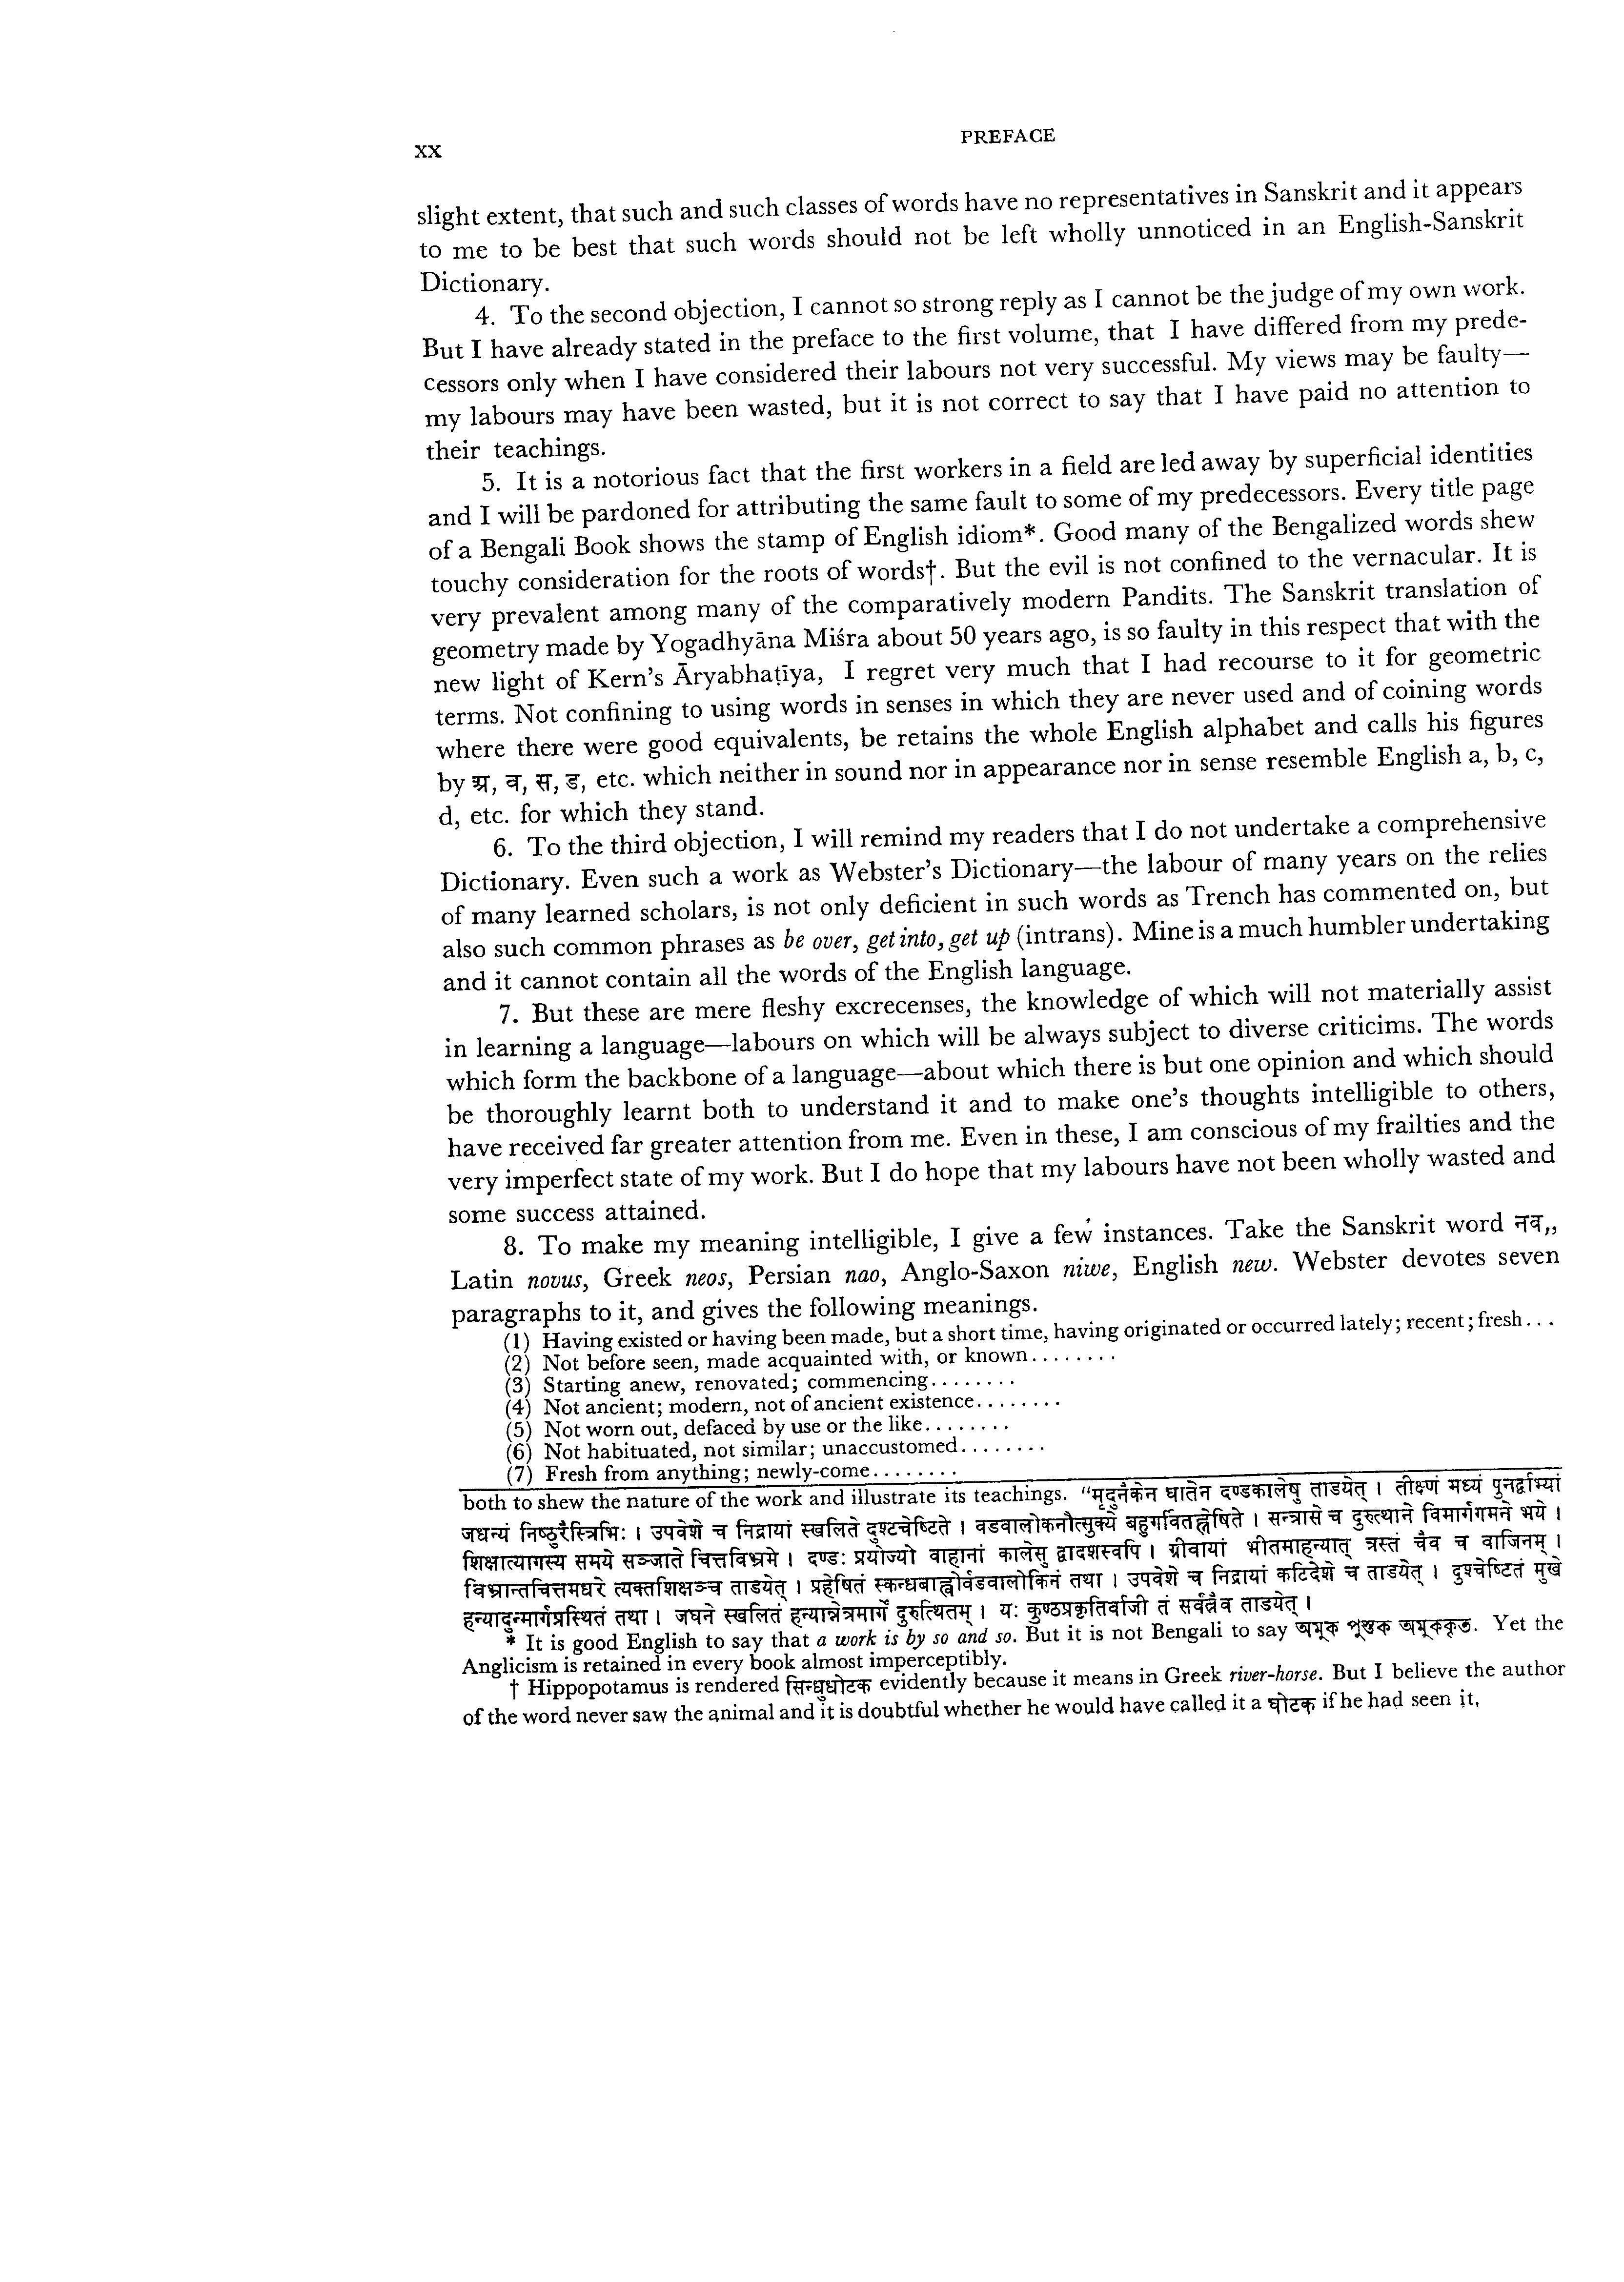 xx
PREFACE
slight extent, that such and such classes of words have no representatives in Sanskrit and it appears
to me to be best that such words should not be left wholly unnoticed in an English-Sanskrit
Dictionary.
4. To the second objection, I cannot so strong reply as I cannot be the judge of my own work.
But I have already stated in the preface to the first volume, that I have differed from my prede-
cessors only when I have considered their labours not very successful. My views may be faulty—
my labours may have been wasted, but it is not correct to say that I have paid no attention to
their teachings.
5. It is a notorious fact that the first workers in a field are led away by superficial identities
and I will be pardoned for attributing the same fault to some of my predecessors. Every title page
of a Bengali Book shows the stamp of English idiom*. Good many of the Bengalized words shew
touchy consideration for the roots of words†. But the evil is not confined to the vernacular. It is
very prevalent among many of the comparatively modern Pandits. The Sanskrit translation of
geometry made by Yogadhyāna Miśra about 50 years ago, is so faulty in this respect that with the
new light of Kern's Āryabhaṭīya, I regret very much that I had recourse to it for geometric
terms. Not confining to using words in senses in which they are never used and of coining words
where there were good equivalents, be retains the whole English alphabet and calls his figures
by अ, व, स, ड, etc. which neither in sound nor in appearance nor in sense resemble English a, b, c,
d, etc. for which they stand.
6. To the third objection, I will remind my readers that I do not undertake a comprehensive
Dictionary. Even such a work as Webster's Dictionary—the labour of many years on the relies
of many learned scholars, is not only deficient in such words as Trench has commented on, but
also such common phrases as be over, get into, get up (intrans). Mine is a much humbler undertaking
and it cannot contain all the words of the English language.
7. But these are mere fleshy excrecenses, the knowledge of which will not materially assist
in learning a language—labours on which will be always subject to diverse criticims. The words
which form the backbone of a language—about which there is but one opinion and which should
be thoroughly learnt both to understand it and to make one's thoughts intelligible to others,
have received far greater attention from me. Even in these, I am conscious of my frailties and the
very imperfect state of my work. But I do hope that my labours have not been wholly wasted and
some success attained.
8. To make my meaning intelligible, I give a few instances. Take the Sanskrit word नव,,
Latin novus, Greek neos, Persian nao, Anglo-Saxon niwe, English new. Webster devotes seven
paragraphs to it, and gives the following meanings.
(1) Having existed or having been made, but a short time, having originated or occurred lately; recent; fresh...
(2) Not before seen, made acquainted with, or known........
(3) Starting anew, renovated; commencing........
(4) Not ancient; modern, not of ancient existence........
(5) Not worn out, defaced by use or the like........
(6) Not habituated, not similar; unaccustomed........
(7) Fresh from anything; newly-come........
both to shew the nature of the work and illustrate its teachings. "मृदुनैकेन घातेन दण्डकालेषु ताडयेत् । तीक्ष्णं मध्यं पुनर्द्वाभ्यां
जघन्यं निष्ठुरैस्त्रिभिः । उपवेशे च निद्रायां स्खलिते दुश्टचेष्टिते । वडवालोकनौत्सुक्ये बहुगर्वितह्रेषिते । सन्त्रासे च दुरुत्थाने विमार्गगमने भये ।
शिक्षात्यागस्य समये सञ्जाते चित्तविभ्रमे । दण्डः प्रयोज्यो वाहानां कालेसु द्वादशस्वपि । ग्रीवायां भीतमाहन्यात् त्रस्तं चैव च वाजिनम् ।
विभ्रान्तचित्तमधरे त्यक्तशिक्षञ्च ताडयेत् । प्रहेषितं स्कन्धबाह्वोर्वडवालोकिनं तथा । उपवेशे च निद्रायां कटिदेशे च ताडयेत् । दुश्चेष्टितं मुखे
हन्यादुन्मार्गप्रस्थितं तथा । जघने स्खलितं हन्यान्नेत्रमार्गे दुरुत्थितम् । यः कुण्ठप्रकृतिर्वाजी तं सर्वत्रैव ताडयेत् ।
* It is good English to say that a work is by so and so. But it is not Bengali to say অমুক পুস্তক অমুককৃত. Yet the
Anglicism is retained in every book almost imperceptibly.
† Hippopotamus is rendered सिन्धुघोटक evidently because it means in Greek river-horse. But I believe the author
of the word never saw the animal and it is doubtful whether he would have called it a घोटक if he had seen it,